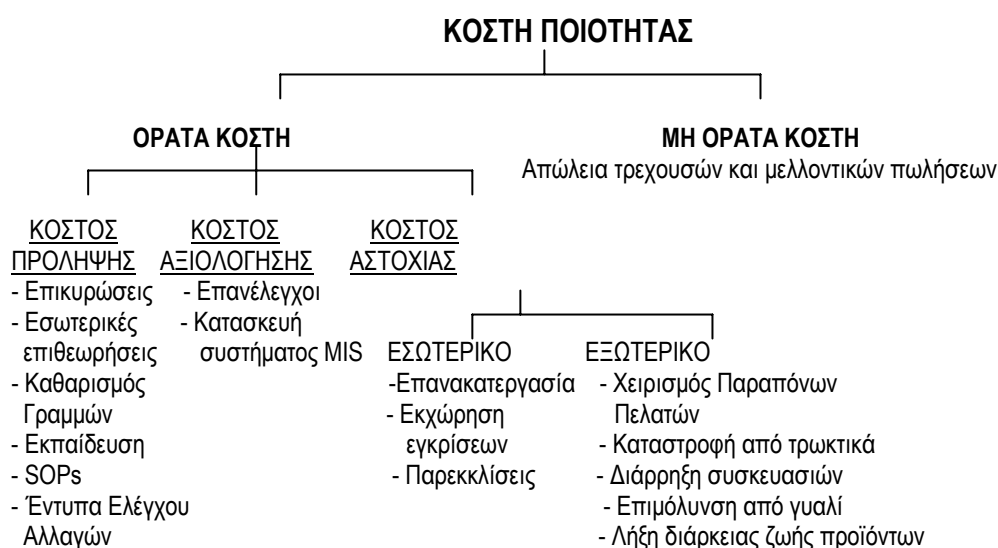 ΚΟΣΤΗ ΠΟΙΟΤΗΤΑΣ
ΟΡΑΤΑ ΚΟΣΤΗ
ΜΗ ΟΡΑΤΑ ΚΟΣΤΗ
Απώλεια τρεχουσών και μελλοντικών πωλήσεων
ΚΟΣΤΟΣ
ΠΡΟΛΗΨΗΣ
- Επικυρώσεις
- Εσωτερικές
επιθεωρήσεις
- Καθαρισμός
Γραμμών
- Εκπαίδευση
- SOPs
- Έντυπα Ελέγχου
Αλλαγών
ΚΟΣΤΟΣ
ΑΞΙΟΛΟΓΗΣΗΣ
- Επανέλεγχοι
- Κατασκευή
συστήματος MIS
ΚΟΣΤΟΣ
ΑΣΤΟΧΙΑΣ
ΕΣΩΤΕΡΙΚΟ
-Επανακατεργασία
- Εκχώρηση
εγκρίσεων
- Παρεκκλίσεις
ΕΞΩΤΕΡΙΚΟ
- Χειρισμός Παραπόνων
Πελατών
- Καταστροφή από τρωκτικά
- Διάρρηξη συσκευασιών
- Επιμόλυνση από γυαλί
- Λήξη διάρκειας ζωής προϊόντων